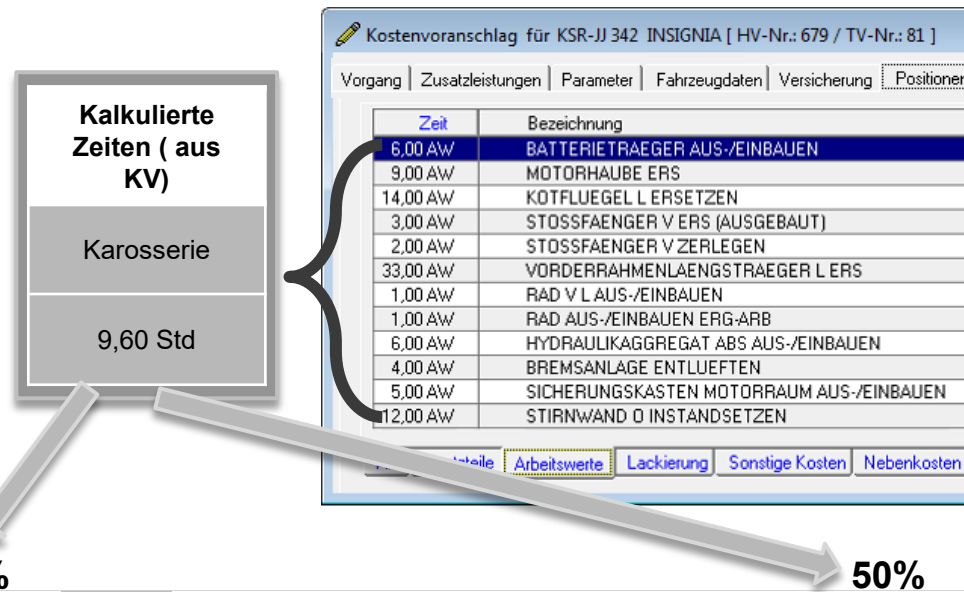 Kostenvoranschlag für KSR-JJ 342 INSIGNIA [ HV-Nr.: 679 / TV-Nr.: 81 ]
Vorgang Zusatzleistungen Parameter Fahrzeugdaten Versicherung Positionen
Kalkulierte
Zeiten ( aus
KV)
Karosserie
9,60 Std
Zeit Bezeichnung
6,00 AW BATTERIETRAEGER AUS-/EINBAUEN
9,00 AW MOTORHAUBE ERS
14,00 AW KOTFLUEGEL L ERSETZEN
3,00 AW STOSSFAENGER V ERS (AUSGEBAUT)
2,00 AW STOSSFAENGER V ZERLEGEN
33,00 AW VORDERRAHMENLAENGSTRAEGER L ERS
1,00 AW RAD V L AUS-/EINBAUEN
1,00 AW RAD AUS-/EINBAUEN ERG-ARB
6,00 AW HYDRAULIKAGGREGAT ABS AUS-/EINBAUEN
4,00 AW BREMSANLAGE ENTLUEFTEN
5,00 AW SICHERUNGSKASTEN MOTORRAUM AUS-/EINBAUEN
12,00 AW STIRNWAND O INSTANDSETZEN
Arbeitswerte Lackierung Sonstige Kosten Nebenkosten
% 50%